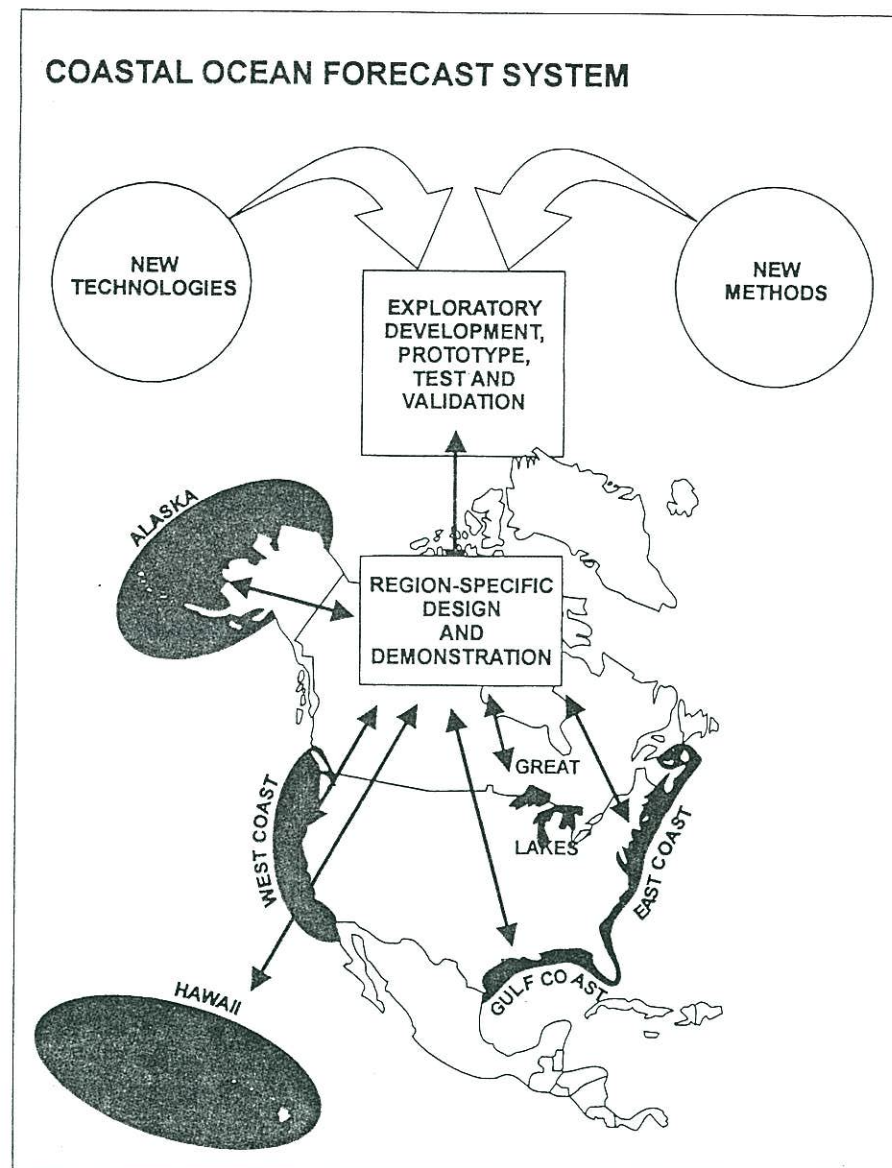 COASTAL OCEAN FORECAST SYSTEM
NEW
TECHNOLOGIES
NEW
METHODS
EXPLORATORY
DEVELOPMENT,
PROTOTYPE,
TEST AND
VALIDATION
ALASKA
REGION-SPECIFIC
DESIGN
AND
DEMONSTRATION
GREAT
LAKES
WEST COAST
EAST COAST
GULF COAST
HAWAII